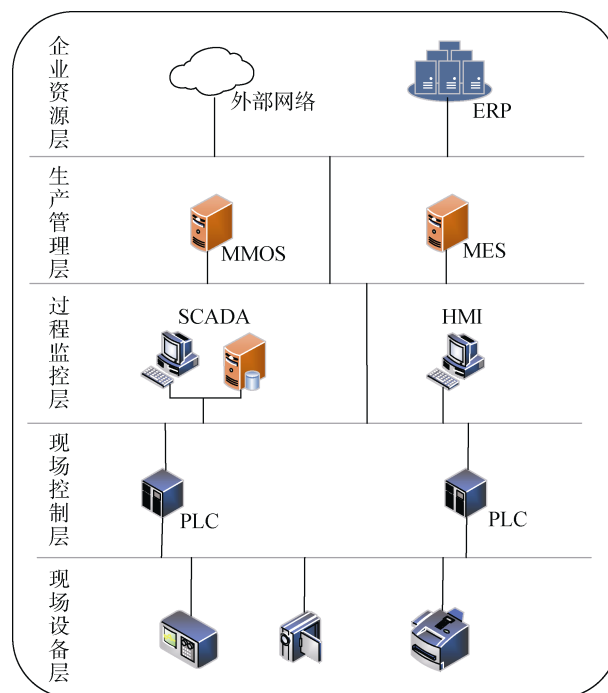 企业资源层
外部网络
ERP
生产管理层
MMOS
MES
过程监控层
SCADA
HMI
现场控制层
PLC
PLC
现场设备层